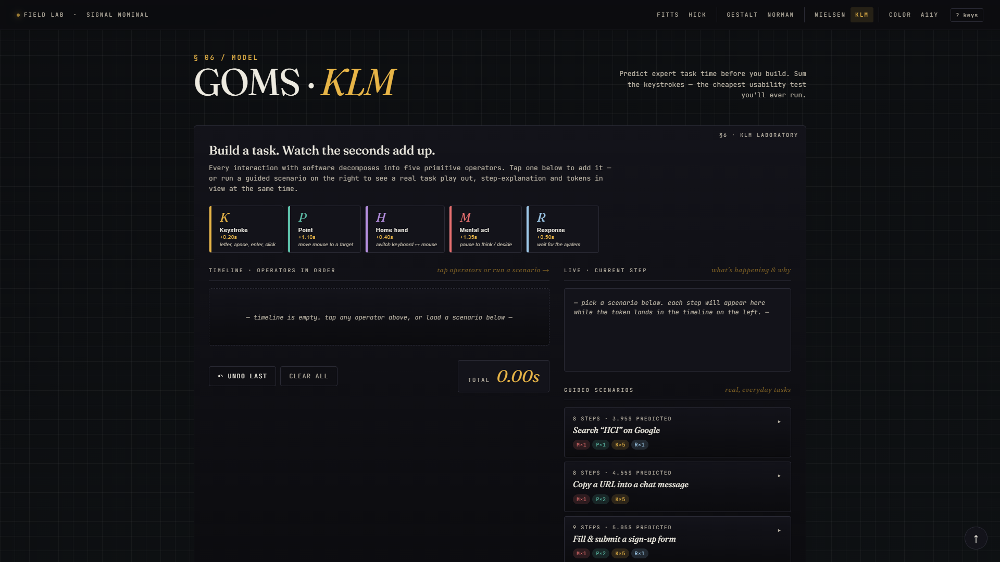 FIELD LAB · SIGNAL NOMINAL
FITTS HICK GESTALT NORMAN NIELSEN KLM COLOR A11Y ? keys
§ 06 / MODEL
GOMS · KLM
Predict expert task time before you build. Sum
the keystrokes — the cheapest usability test
you'll ever run.
§6 · KLM LABORATORY
Build a task. Watch the seconds add up.
Every interaction with software decomposes into five primitive operators. Tap one below to add it —
or run a guided scenario on the right to see a real task play out, step-explanation and tokens in
view at the same time.
K
Keystroke
+0.20s
letter, space, enter, click
P
Point
+1.10s
move mouse to a target
H
Home hand
+0.40s
switch keyboard ↔ mouse
M
Mental act
+1.35s
pause to think / decide
R
Response
+0.50s
wait for the system
TIMELINE · OPERATORS IN ORDER
tap operators or run a scenario →
— timeline is empty. tap any operator above, or load a scenario below —
↶ UNDO LAST
CLEAR ALL
TOTAL 0.00s
LIVE · CURRENT STEP
what's happening & why
— pick a scenario below. each step will appear here
while the token lands in the timeline on the left. —
GUIDED SCENARIOS
real, everyday tasks
8 STEPS · 3.95S PREDICTED
Search “HCI” on Google
M×1 P×1 K×5 R×1
8 STEPS · 4.55S PREDICTED
Copy a URL into a chat message
M×1 P×2 K×5
9 STEPS · 5.05S PREDICTED
Fill & submit a sign-up form
M×1 P×2 K×5 R×1
↑